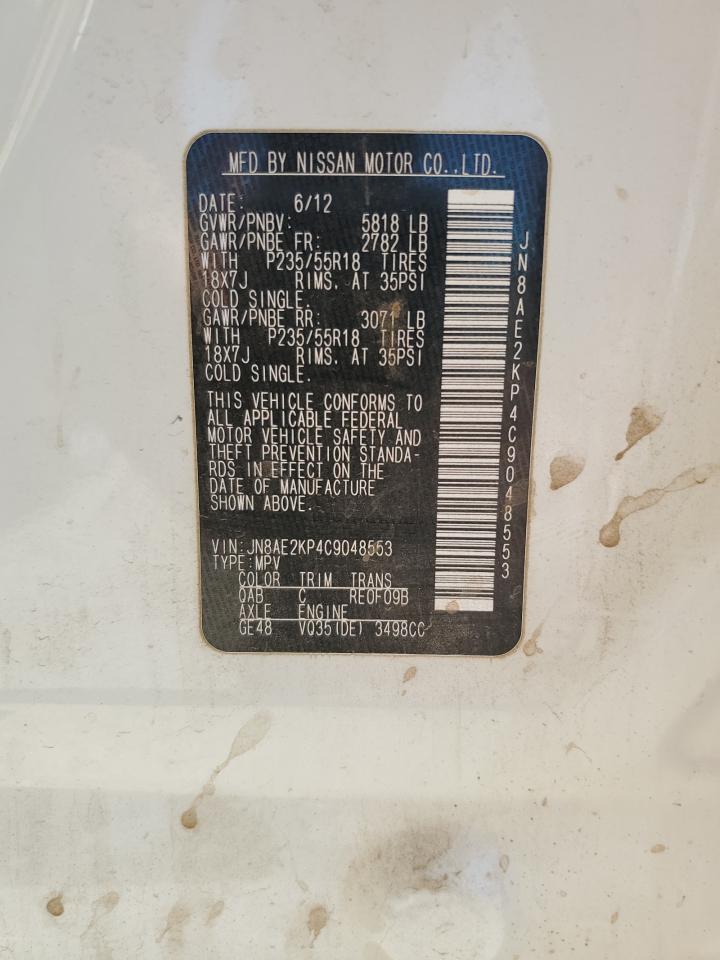 MFD BY NISSAN MOTOR CO.,LTD.
DATE: 6/12
GVWR/PNBV: 5818 LB
GAWR/PNBE FR: 2782 LB
WITH P235/55R18 TIRES
18X7J RIMS. AT 35PSI
COLD SINGLE.
GAWR/PNBE RR: 3071 LB
WITH P235/55R18 TIRES
18X7J RIMS. AT 35PSI
COLD SINGLE.
THIS VEHICLE CONFORMS TO
ALL APPLICABLE FEDERAL
MOTOR VEHICLE SAFETY AND
THEFT PREVENTION STANDA-
RDS IN EFFECT ON THE
DATE OF MANUFACTURE
SHOWN ABOVE.
VIN:JN8AE2KP4C9048553
TYPE:MPV
COLOR TRIM TRANS
QAB C RE0F09B
AXLE ENGINE
GE48 VQ35(DE) 3498CC
JN8AE2KP4C9048553